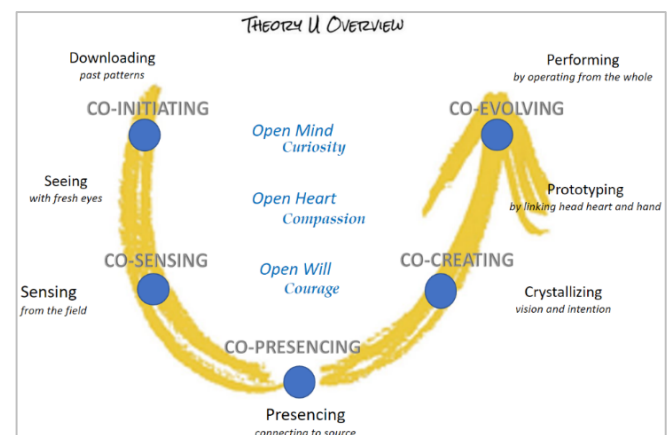 THEORY U OVERVIEW
Downloading
past patterns
Performing
by operating from the whole
CO-INITIATING
CO-EVOLVING
Open Mind
Curiosity
Seeing
with fresh eyes
Open Heart
Compassion
Prototyping
by linking head heart and hand
CO-SENSING
Open Will
Courage
CO-CREATING
Sensing
from the field
Crystallizing
vision and intention
CO-PRESENCING
Presencing
connecting to source